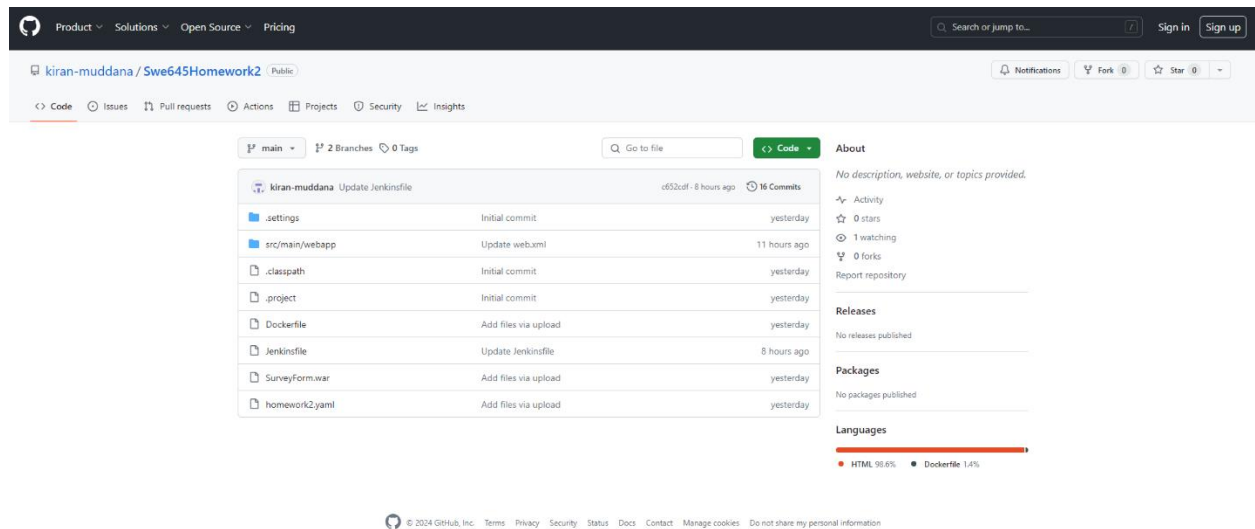 Product Solutions Open Source Pricing Search or jump to... / Sign in Sign up
kiran-muddana / Swe645Homework2 Public Notifications Fork 0 Star 0
<> Code Issues Pull requests Actions Projects Security Insights
main 2 Branches 0 Tags Go to file <> Code
kiran-muddana Update Jenkinsfile c652cdf · 8 hours ago 16 Commits
.settings Initial commit yesterday
src/main/webapp Update web.xml 11 hours ago
.classpath Initial commit yesterday
.project Initial commit yesterday
Dockerfile Add files via upload yesterday
Jenkinsfile Update Jenkinsfile 8 hours ago
SurveyForm.war Add files via upload yesterday
homework2.yaml Add files via upload yesterday
About
No description, website, or topics provided.
Activity
0 stars
1 watching
0 forks
Report repository
Releases
No releases published
Packages
No packages published
Languages
HTML 98.6% Dockerfile 1.4%
© 2024 GitHub, Inc. Terms Privacy Security Status Docs Contact Manage cookies Do not share my personal information